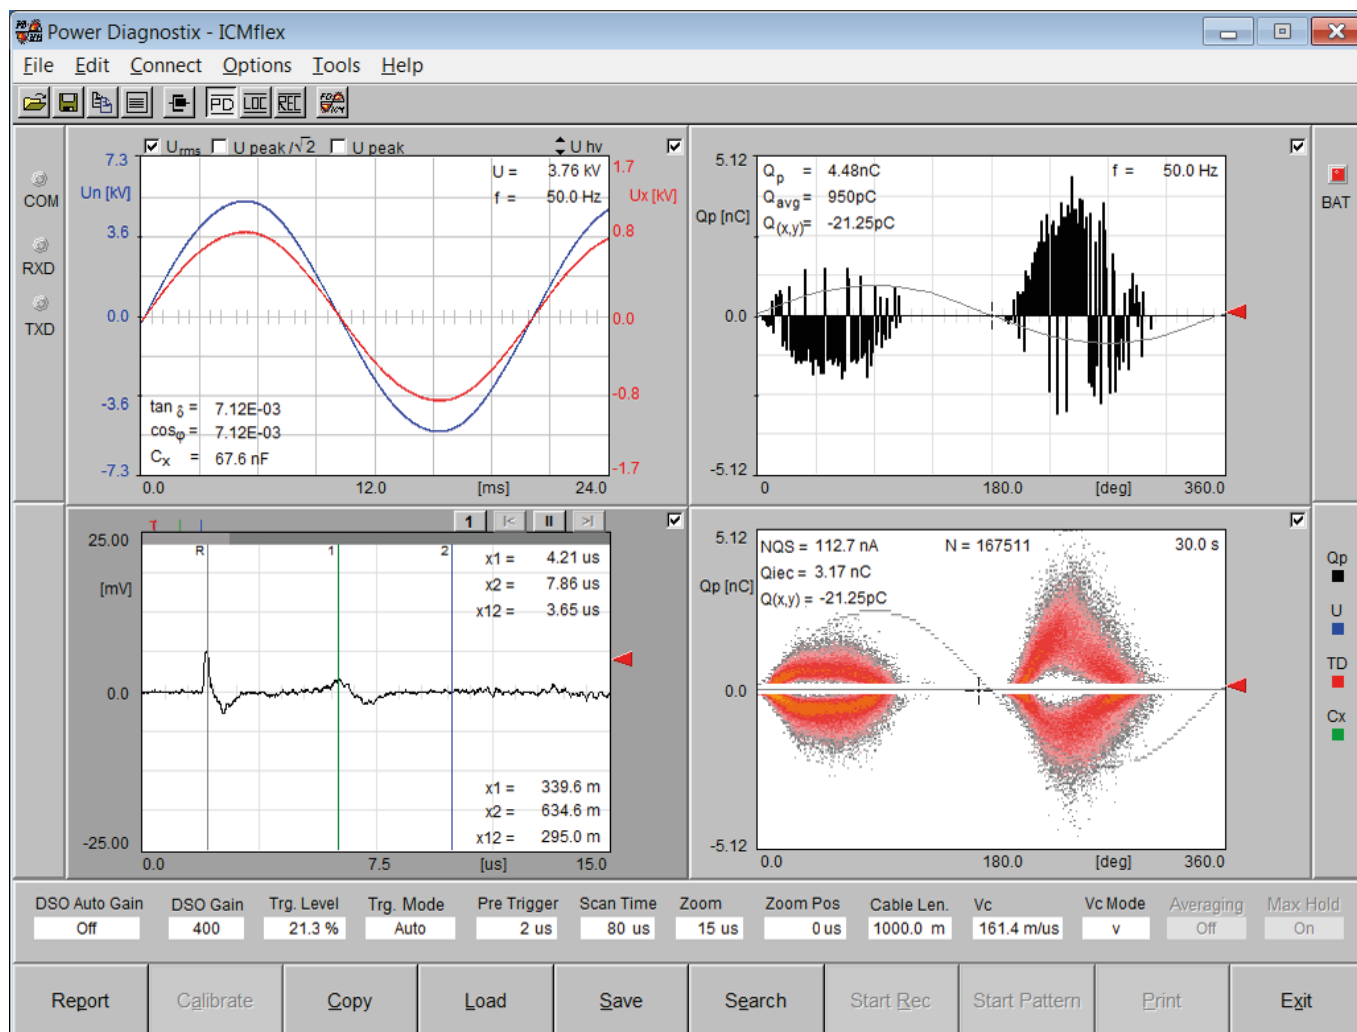 Power Diagnostix - ICMflex
File Edit Connect Options Tools Help
PD LOC REC
COM
RXD
TXD
Urms U peak/√2 U peak U hv
7.3
Un [kV]
3.6
0.0
-3.6
-7.3
U = 3.76 kV
f = 50.0 Hz
1.7
Ux [kV]
0.8
0.0
-0.8
-1.7
tan δ = 7.12E-03
cosφ = 7.12E-03
Cx = 67.6 nF
0.0 12.0 [ms] 24.0
5.12
Qp [nC]
0.0
-5.12
Qp = 4.48nC
Qavg = 950pC
Q(x,y)= -21.25pC
f = 50.0 Hz
0 180.0 [deg] 360.0
BAT
1 |< II >|
25.00
[mV]
0.0
-25.00
R 1 2
x1 = 4.21 us
x2 = 7.86 us
x12 = 3.65 us
x1 = 339.6 m
x2 = 634.6 m
x12 = 295.0 m
0.0 7.5 [us] 15.0
5.12
Qp [nC]
0.0
-5.12
NQS = 112.7 nA N = 167511 30.0 s
Qiec = 3.17 nC
Q(x,y) = -21.25pC
0.0 180.0 [deg] 360.0
Qp
U
TD
Cx
DSO Auto Gain DSO Gain Trg. Level Trg. Mode Pre Trigger Scan Time Zoom Zoom Pos Cable Len. Vc Vc Mode Averaging Max Hold
Off 400 21.3 % Auto 2 us 80 us 15 us 0 us 1000.0 m 161.4 m/us v Off On
Report Calibrate Copy Load Save Search Start Rec Start Pattern Print Exit